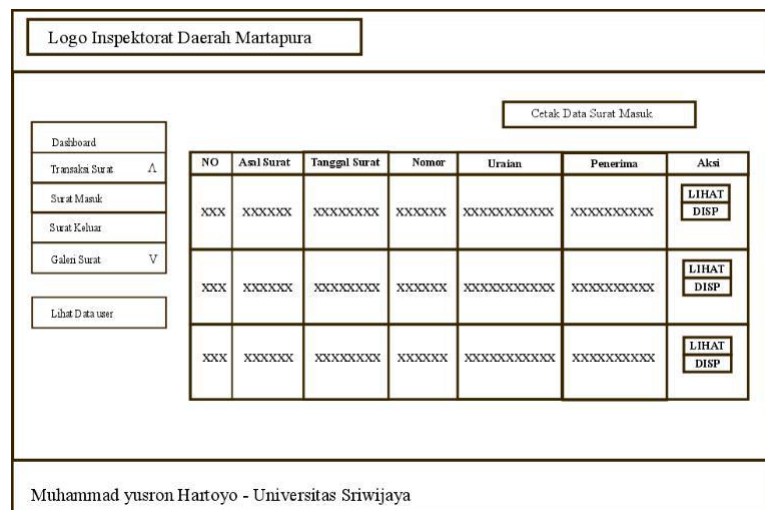 Logo Inspektorat Daerah Martapura
Cetak Data Surat Masuk
Dashboard
Transaksi Surat Λ
Surat Masuk
Surat Keluar
Galeri Surat V
Lihat Data user
NO Asal Surat Tanggal Surat Nomor Uraian Penerima Aksi
XXX XXXXXX XXXXXXXX XXXXXX XXXXXXXXXXX XXXXXXXXXX LIHAT
DISP
XXX XXXXXX XXXXXXXX XXXXXX XXXXXXXXXXX XXXXXXXXXX LIHAT
DISP
XXX XXXXXX XXXXXXXX XXXXXX XXXXXXXXXXX XXXXXXXXXX LIHAT
DISP
Muhammad yusron Hartoyo - Universitas Sriwijaya